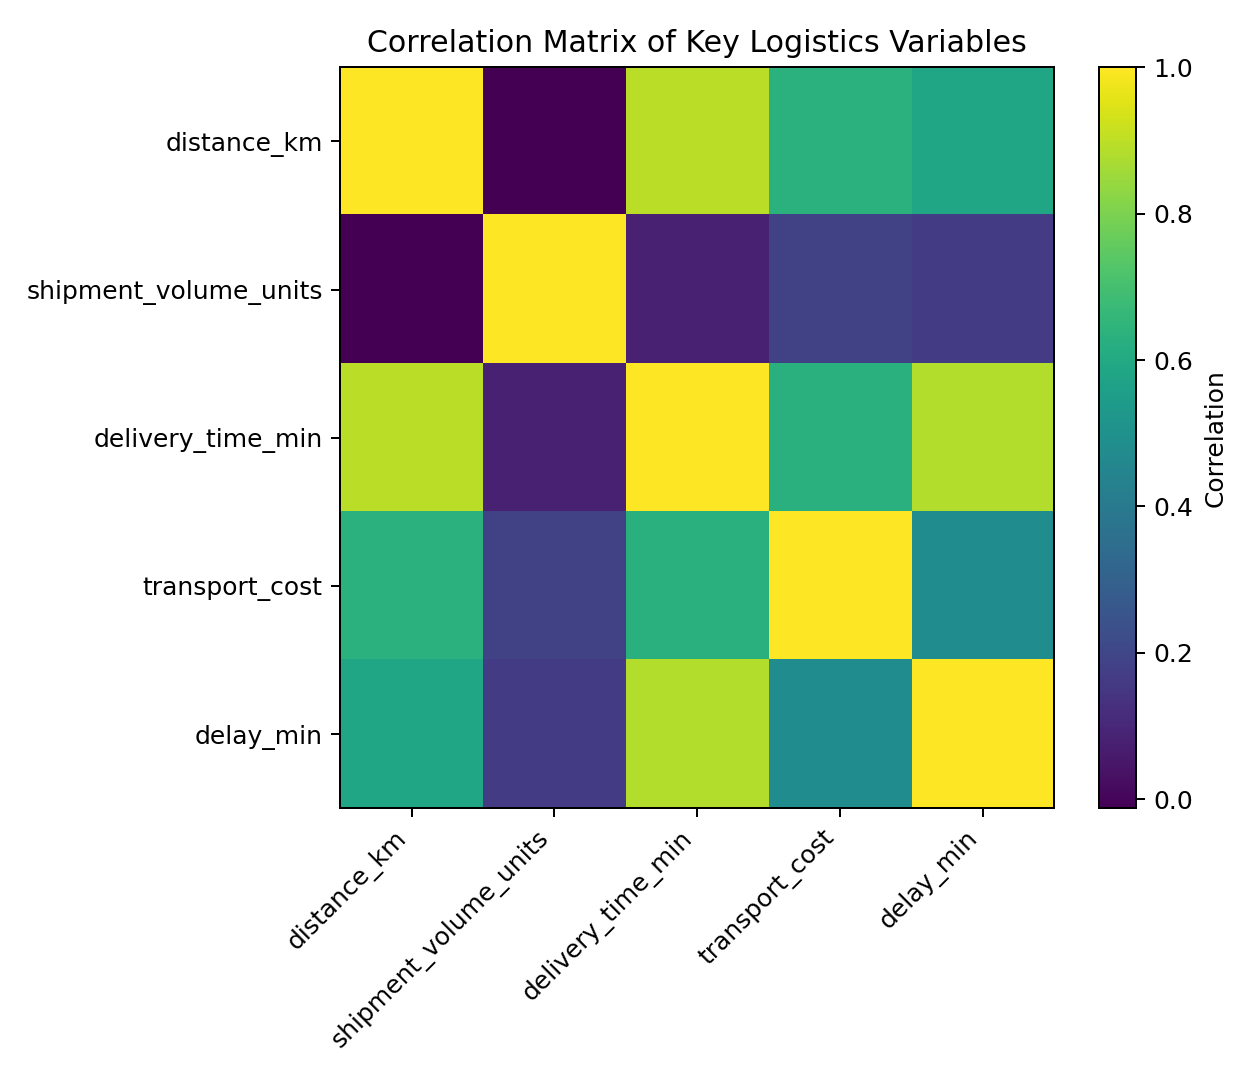 Correlation Matrix of Key Logistics Variables
distance_km
shipment_volume_units
delivery_time_min
transport_cost
delay_min
distance_km
shipment_volume_units
delivery_time_min
transport_cost
delay_min
1.0
0.8
0.6
0.4
0.2
0.0
Correlation